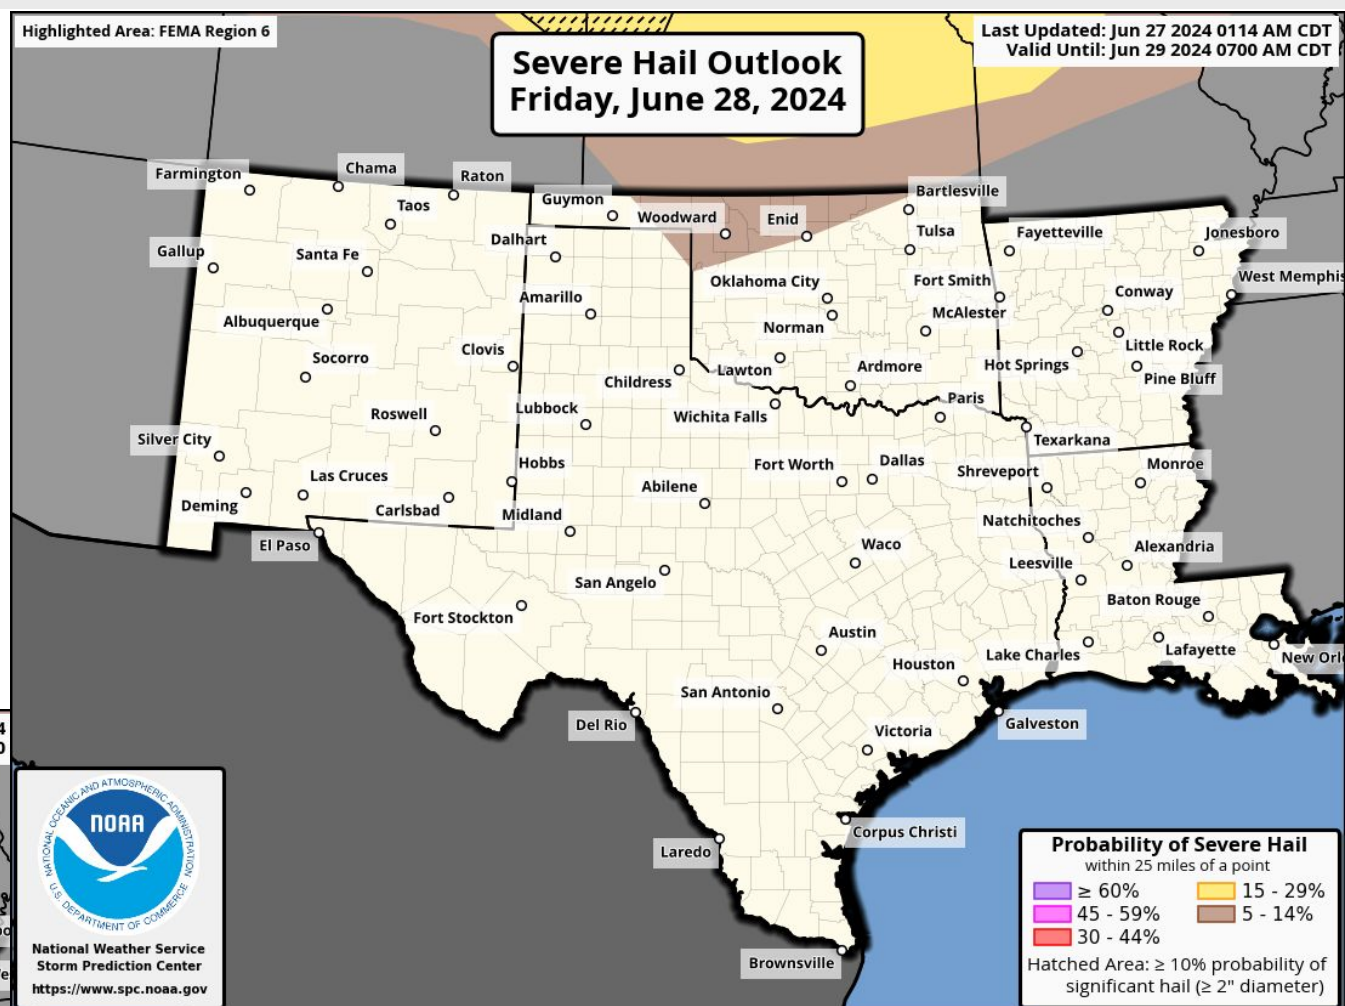 Highlighted Area: FEMA Region 6
Severe Hail Outlook
Friday, June 28, 2024
Last Updated: Jun 27 2024 0114 AM CDT
Valid Until: Jun 29 2024 0700 AM CDT
Farmington
Chama
Raton
Taos
Guymon
Woodward
Enid
Bartlesville
Gallup
Santa Fe
Dalhart
Tulsa
Fayetteville
Jonesboro
Albuquerque
Amarillo
Oklahoma City
Fort Smith
West Memphis
Norman
McAlester
Conway
Socorro
Clovis
Childress
Lawton
Ardmore
Hot Springs
Little Rock
Pine Bluff
Roswell
Lubbock
Wichita Falls
Paris
Texarkana
Silver City
Las Cruces
Hobbs
Abilene
Fort Worth
Dallas
Shreveport
Monroe
Deming
Carlsbad
Midland
Natchitoches
El Paso
San Angelo
Waco
Leesville
Alexandria
Fort Stockton
Austin
Baton Rouge
Houston
Lake Charles
Lafayette
New Orl
San Antonio
Del Rio
Victoria
Galveston
Corpus Christi
Laredo
Brownsville
4
0
NATIONAL OCEANIC AND ATMOSPHERIC ADMINISTRATION
NOAA
U.S. DEPARTMENT OF COMMERCE
National Weather Service
Storm Prediction Center
https://www.spc.noaa.gov
Probability of Severe Hail
within 25 miles of a point
≥ 60%
15 - 29%
45 - 59%
5 - 14%
30 - 44%
Hatched Area: ≥ 10% probability of
significant hail (≥ 2" diameter)